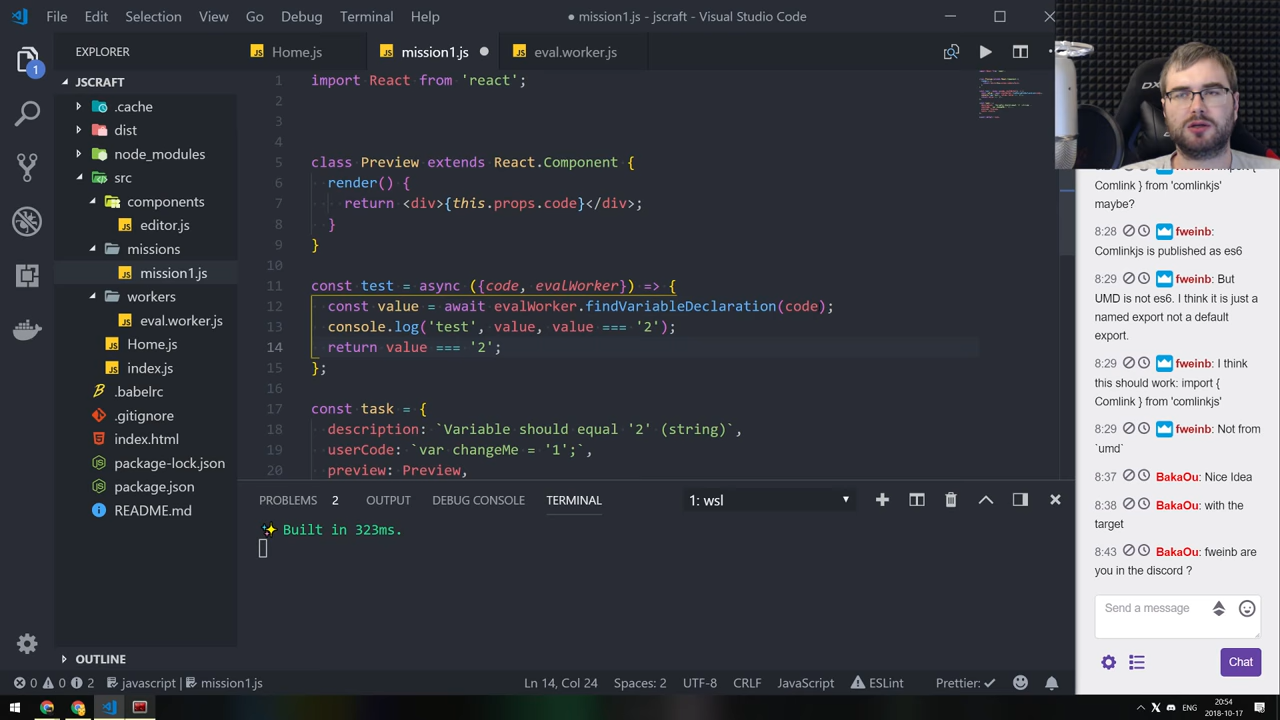 File Edit Selection View Go Debug Terminal Help
● mission1.js - jscraft - Visual Studio Code
EXPLORER
1
JSCRAFT
.cache
dist
node_modules
src
components
editor.js
missions
mission1.js
workers
eval.worker.js
Home.js
index.js
.babelrc
.gitignore
index.html
package-lock.json
package.json
README.md
OUTLINE
JS Home.js JS mission1.js ● JS eval.worker.js
1 import React from 'react';
2
3
4
5 class Preview extends React.Component {
6 render() {
7 return <div>{this.props.code}</div>;
8 }
9 }
10
11 const test = async ({code, evalWorker}) => {
12 const value = await evalWorker.findVariableDeclaration(code);
13 console.log('test', value, value === '2');
14 return value === '2';
15 };
16
17 const task = {
18 description: `Variable should equal '2' (string)`,
19 userCode: `var changeMe = '1';`,
20 preview: Preview,
PROBLEMS 2 OUTPUT DEBUG CONSOLE TERMINAL 1: wsl
✨ Built in 323ms.
0 0 2 javascript | mission1.js Ln 14, Col 24 Spaces: 2 UTF-8 CRLF JavaScript ESLint Prettier: ✓
DX
Comlink } from 'comlinkjs'
maybe?
8:28 fweinb:
Comlinkjs is published as es6
8:29 fweinb: But
UMD is not es6. I think it is just a
named export not a default
export.
8:29 fweinb: I think
this should work: import {
Comlink } from 'comlinkjs'
8:29 fweinb: Not from
`umd`
8:37 BakaOu: Nice Idea
8:38 BakaOu: with the
target
8:43 BakaOu: fweinb are
you in the discord ?
Send a message
Chat
ENG
20:54
2018-10-17